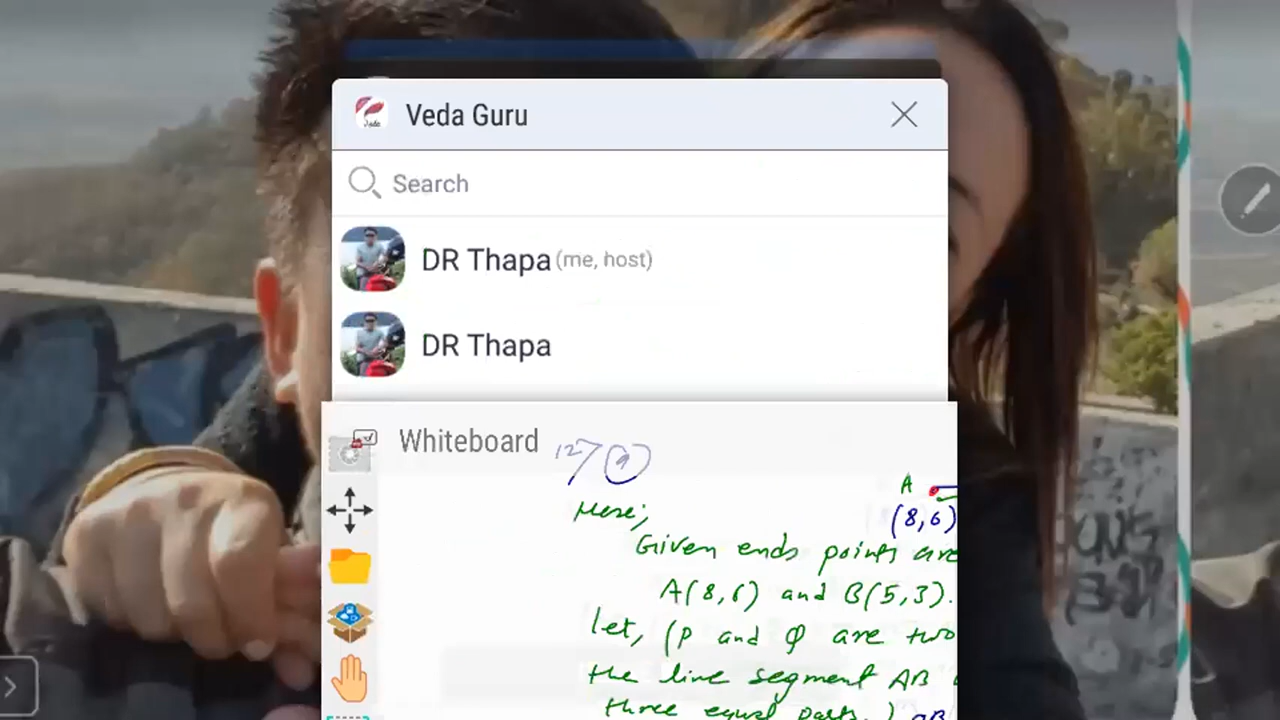 Veda Guru
Search
DR Thapa (me, host)
DR Thapa
Whiteboard
127 (a)
Here;
A
(8,6)
Given ends points are
A(8,6) and B(5,3).
let, (P and Q are two
the line segment AB
three equal parts.)